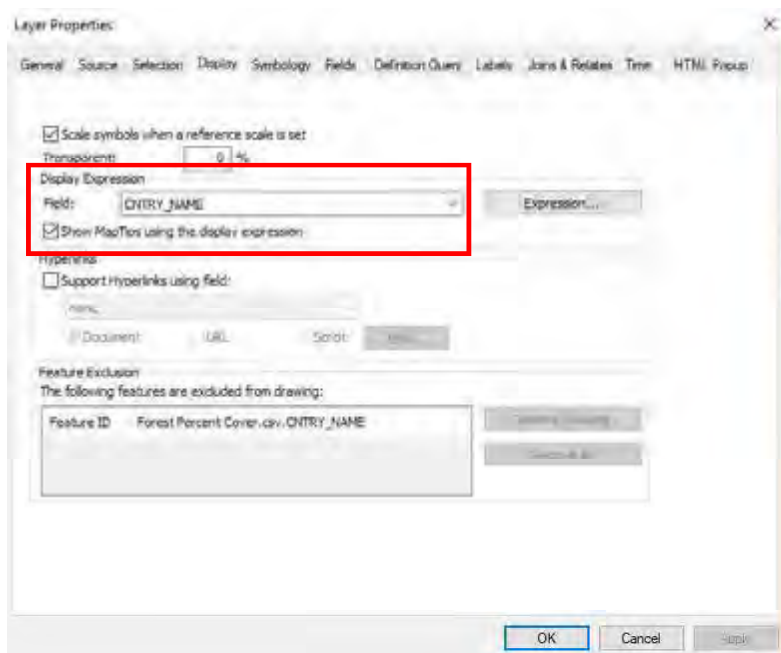 Layer Properties
General Source Selection Display Symbology Fields Definition Query Labels Joins & Relates Time HTML Popup
Scale symbols when a reference scale is set
Transparent: 0 %
Display Expression
Field: CNTRY_NAME Expression...
Show MapTips using the display expression
Hyperlinks
Support Hyperlinks using field:
none
Document URL Script
Feature Exclusion
The following features are excluded from drawing:
Feature ID Forest Percent Cover.csv.CNTRY_NAME
OK Cancel Apply